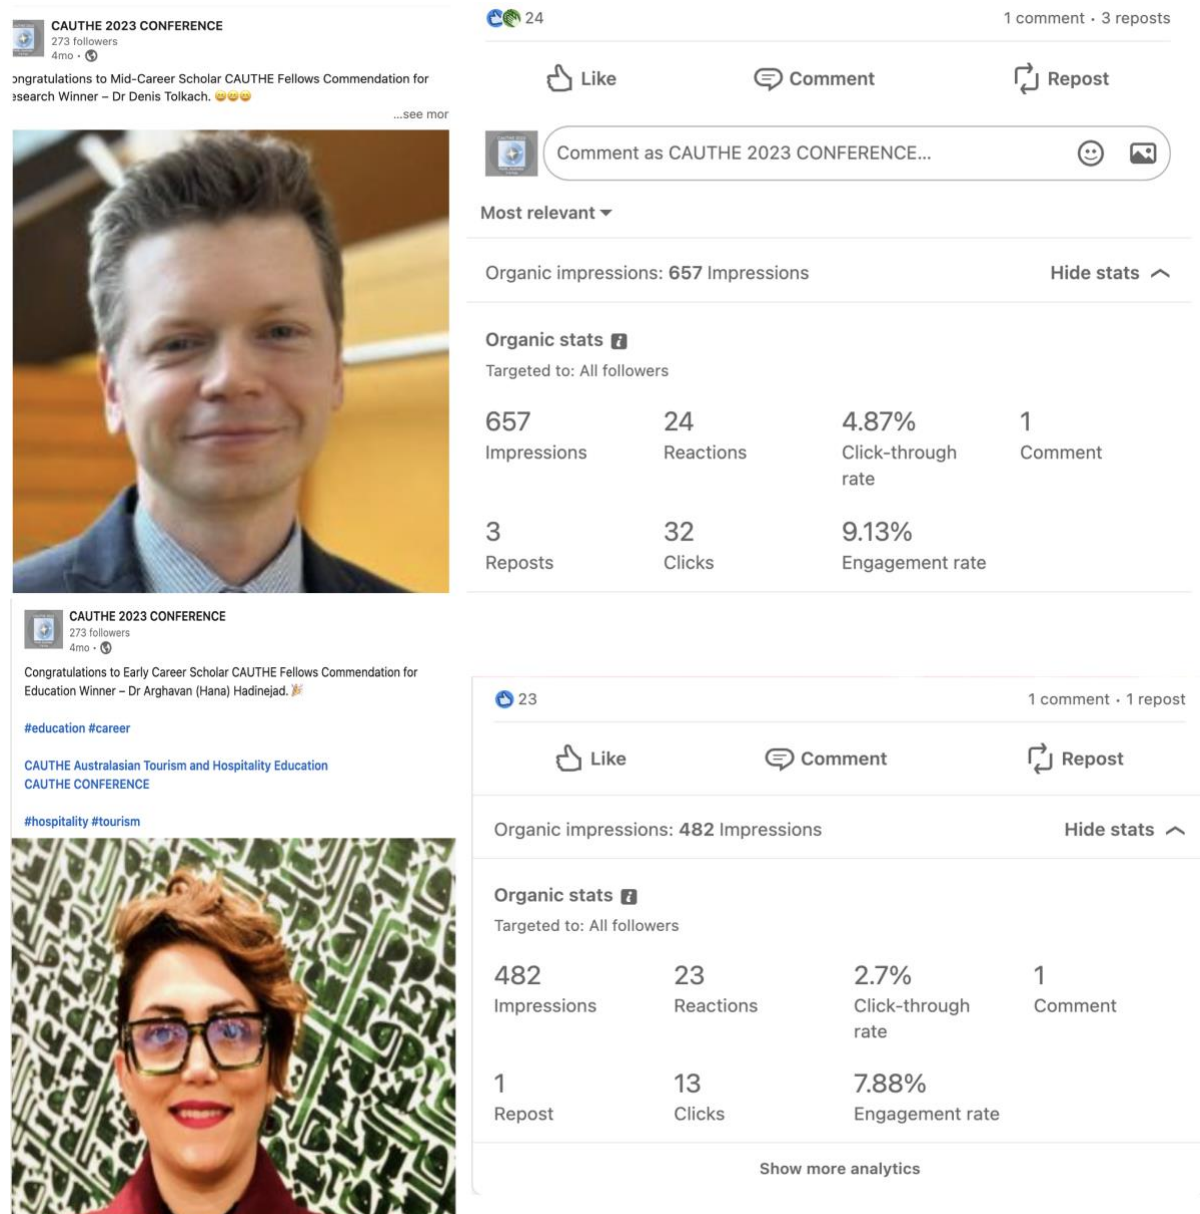 CAUTHE 2023 CONFERENCE
273 followers
4mo •
ongratulations to Mid-Career Scholar CAUTHE Fellows Commendation for
esearch Winner – Dr Denis Tolkach. 😄😄😄
...see mor
24
1 comment • 3 reposts
Like
Comment
Repost
Comment as CAUTHE 2023 CONFERENCE...
Most relevant
Organic impressions: 657 Impressions
Hide stats
Organic stats
Targeted to: All followers
657
24
4.87%
1
Impressions
Reactions
Click-through
rate
Comment
3
32
9.13%
Reposts
Clicks
Engagement rate
CAUTHE 2023 CONFERENCE
273 followers
4mo •
Congratulations to Early Career Scholar CAUTHE Fellows Commendation for
Education Winner – Dr Arghavan (Hana) Hadinejad. 🎉
#education #career
CAUTHE Australasian Tourism and Hospitality Education
CAUTHE CONFERENCE
#hospitality #tourism
23
1 comment • 1 repost
Like
Comment
Repost
Organic impressions: 482 Impressions
Hide stats
Organic stats
Targeted to: All followers
482
23
2.7%
1
Impressions
Reactions
Click-through
rate
Comment
1
13
7.88%
Repost
Clicks
Engagement rate
Show more analytics